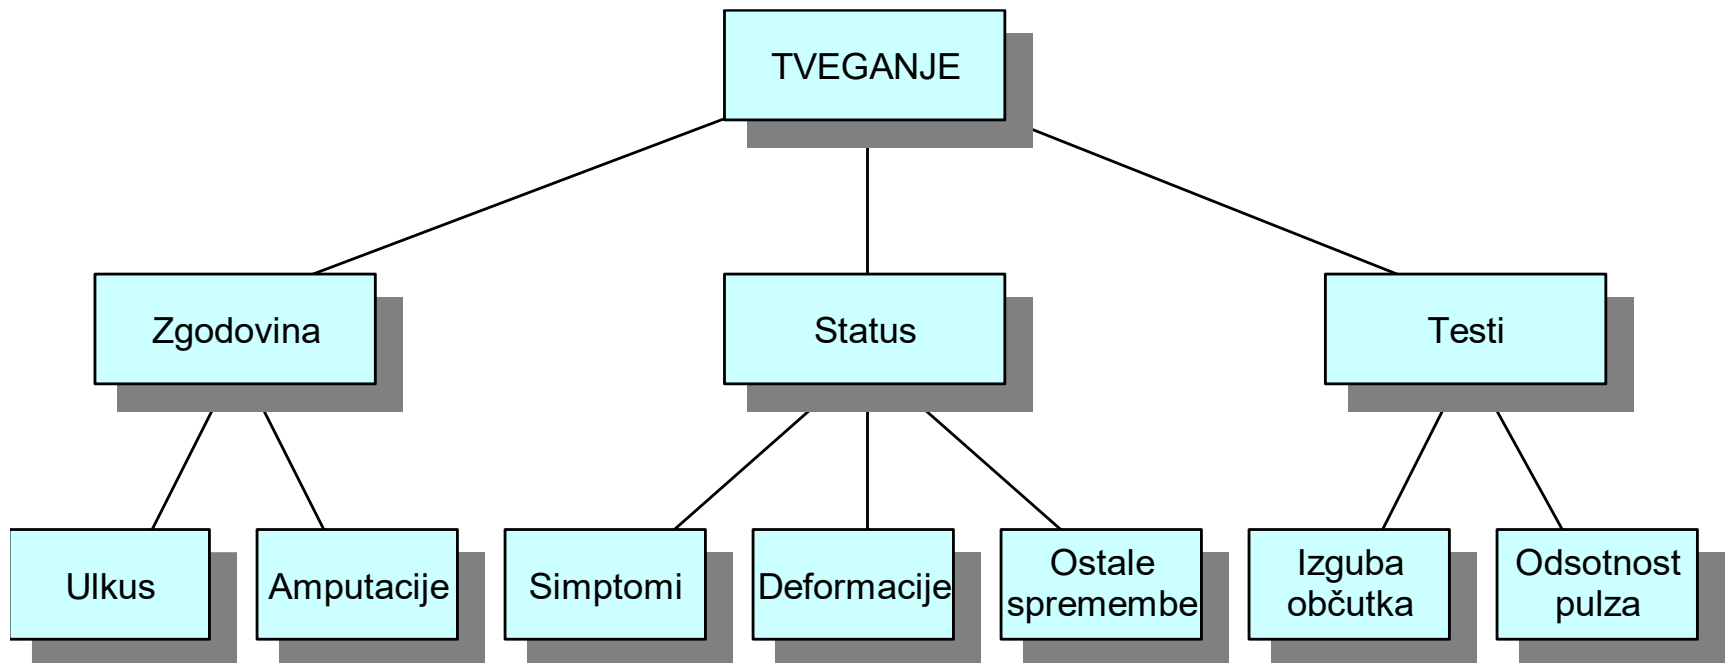 TVEGANJE
Zgodovina
Status
Testi
Ulkus
Amputacije
Simptomi
Deformacije
Ostale
spremembe
Izguba
občutka
Odsotnost
pulza